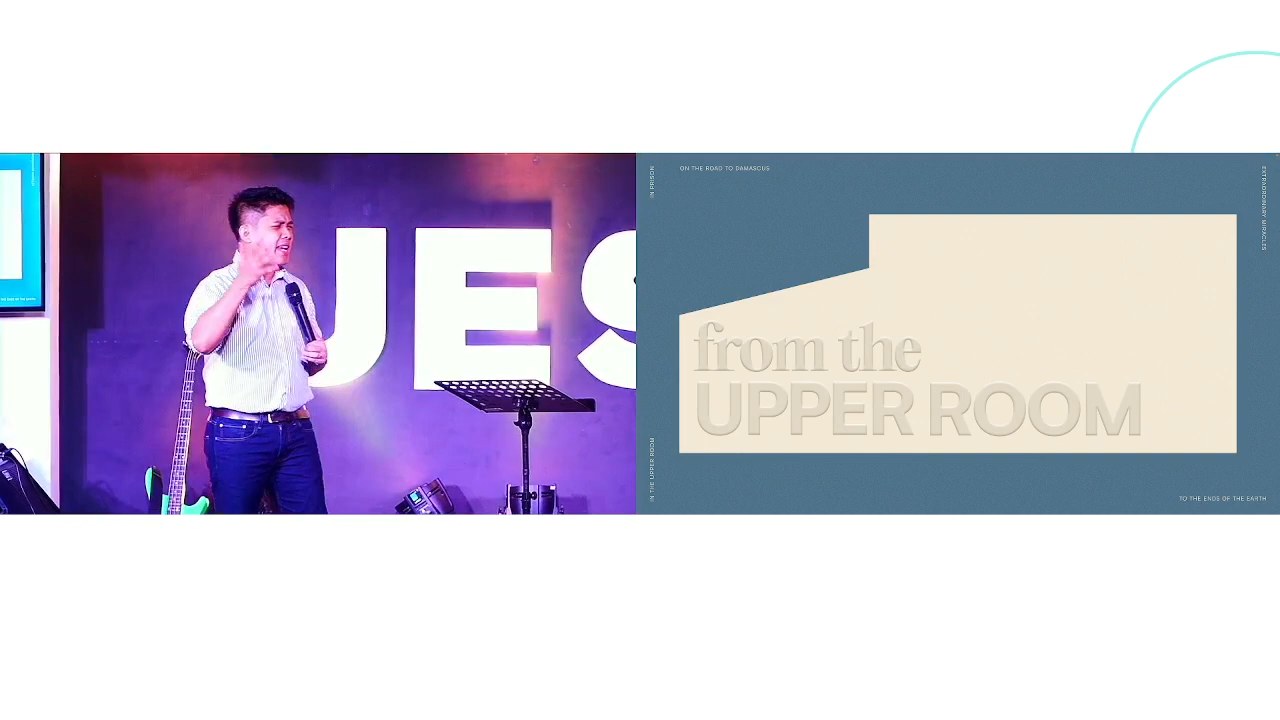 JES
IN PRISON
ON THE ROAD TO DAMASCUS
EXTRAORDINARY MIRACLES
from the
UPPER ROOM
IN THE UPPER ROOM
TO THE ENDS OF THE EARTH